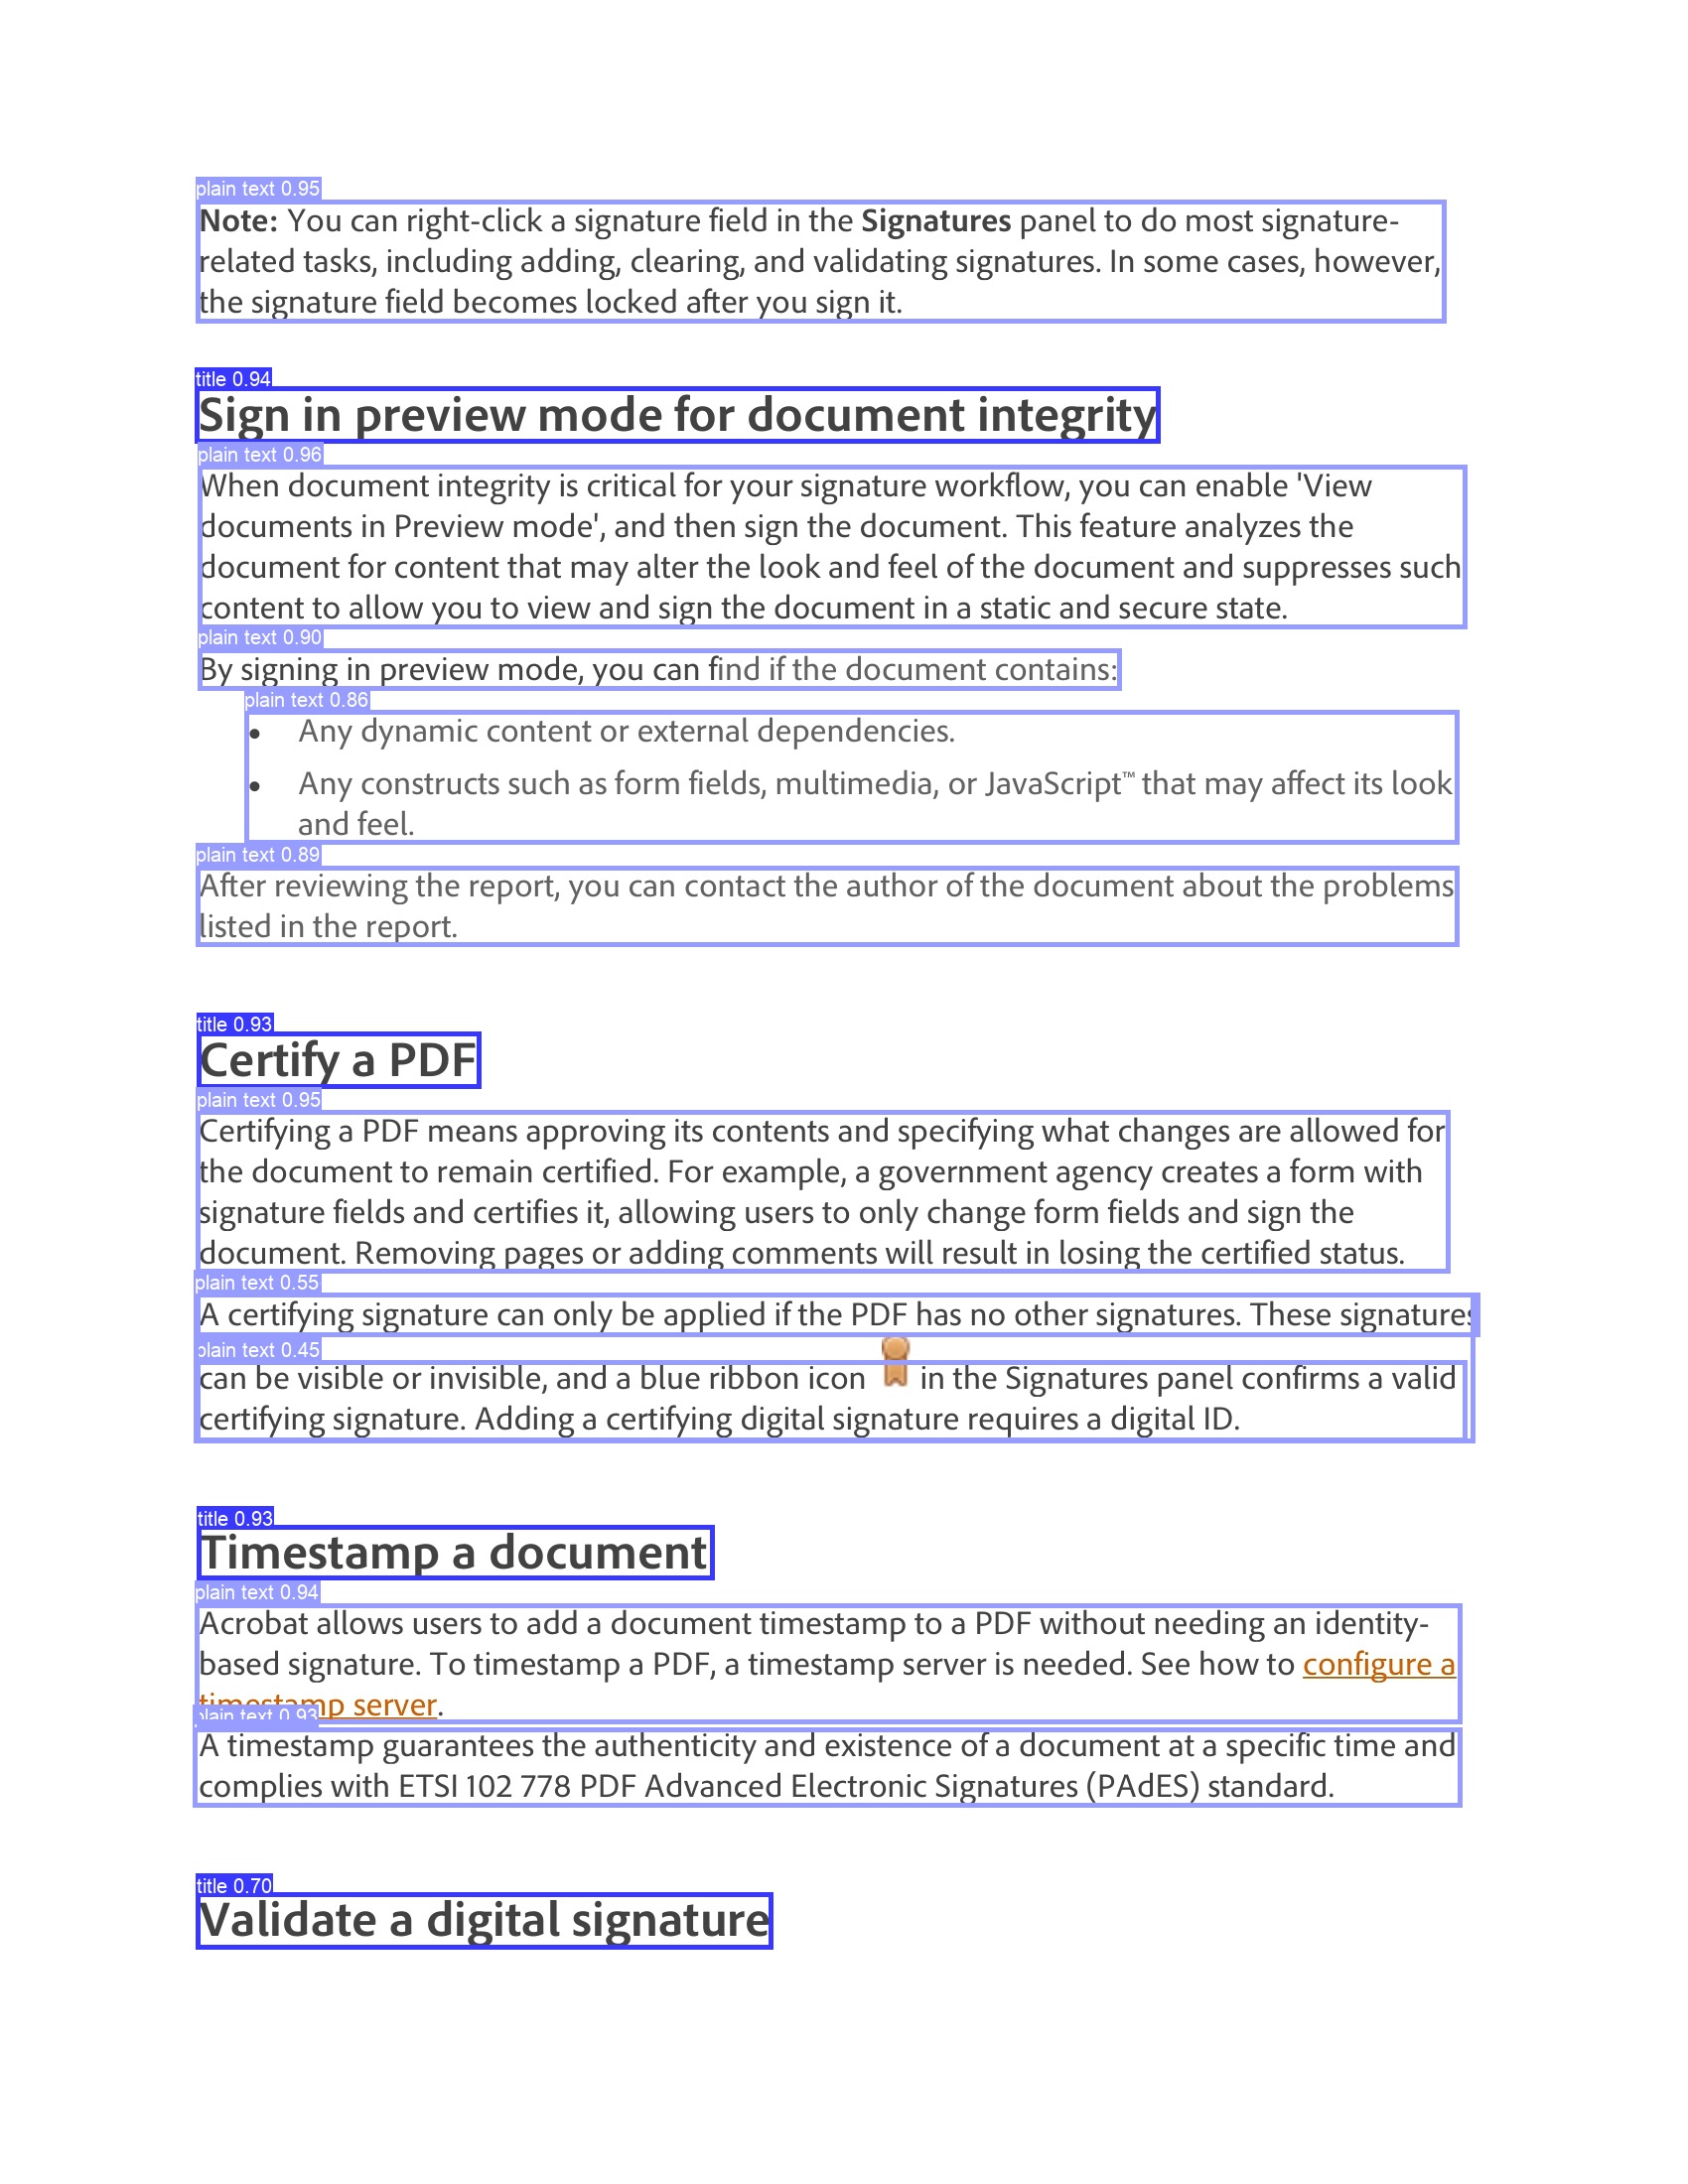 plain text 0.95
Note: You can right-click a signature field in the Signatures panel to do most signature-
related tasks, including adding, clearing, and validating signatures. In some cases, however,
the signature field becomes locked after you sign it.
title 0.94
Sign in preview mode for document integrity
plain text 0.96
When document integrity is critical for your signature workflow, you can enable 'View
documents in Preview mode', and then sign the document. This feature analyzes the
document for content that may alter the look and feel of the document and suppresses such
content to allow you to view and sign the document in a static and secure state.
plain text 0.90
By signing in preview mode, you can find if the document contains:
plain text 0.86
• Any dynamic content or external dependencies.
• Any constructs such as form fields, multimedia, or JavaScript™ that may affect its look
and feel.
plain text 0.89
After reviewing the report, you can contact the author of the document about the problems
listed in the report.
title 0.93
Certify a PDF
plain text 0.95
Certifying a PDF means approving its contents and specifying what changes are allowed for
the document to remain certified. For example, a government agency creates a form with
signature fields and certifies it, allowing users to only change form fields and sign the
document. Removing pages or adding comments will result in losing the certified status.
plain text 0.55
A certifying signature can only be applied if the PDF has no other signatures. These signatures
plain text 0.45
can be visible or invisible, and a blue ribbon icon in the Signatures panel confirms a valid
certifying signature. Adding a certifying digital signature requires a digital ID.
title 0.93
Timestamp a document
plain text 0.94
Acrobat allows users to add a document timestamp to a PDF without needing an identity-
based signature. To timestamp a PDF, a timestamp server is needed. See how to configure a
timestamp server.
plain text 0.93
A timestamp guarantees the authenticity and existence of a document at a specific time and
complies with ETSI 102 778 PDF Advanced Electronic Signatures (PAdES) standard.
title 0.70
Validate a digital signature